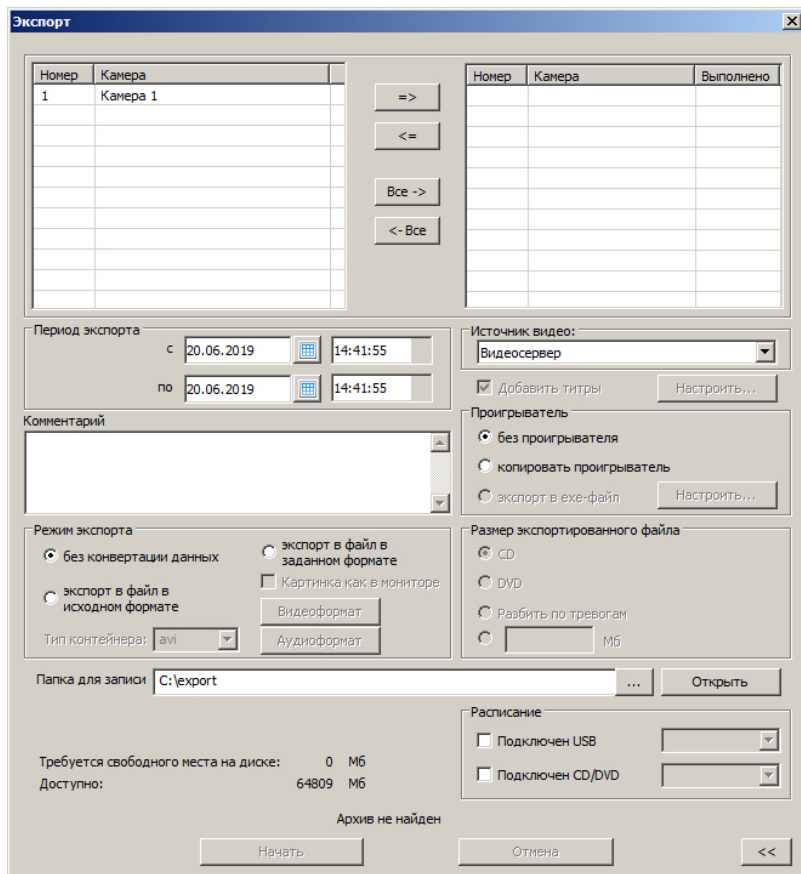 Экспорт
Номер Камера
1 Камера 1
=>
<=
Все ->
<- Все
Номер Камера Выполнено
Период экспорта
с 20.06.2019 14:41:55
по 20.06.2019 14:41:55
Источник видео:
Видеосервер
Добавить титры Настроить...
Комментарий
Проигрыватель
без проигрывателя
копировать проигрыватель
экспорт в exe-файл Настроить...
Режим экспорта
без конвертации данных
экспорт в файл в
исходном формате
Тип контейнера: avi
экспорт в файл в
заданном формате
Картинка как в мониторе
Видеоформат
Аудиоформат
Размер экспортированного файла
CD
DVD
Разбить по тревогам
Мб
Папка для записи C:\export ... Открыть
Расписание
Подключен USB
Подключен CD/DVD
Требуется свободного места на диске: 0 Мб
Доступно: 64809 Мб
Архив не найден
Начать Отмена <<